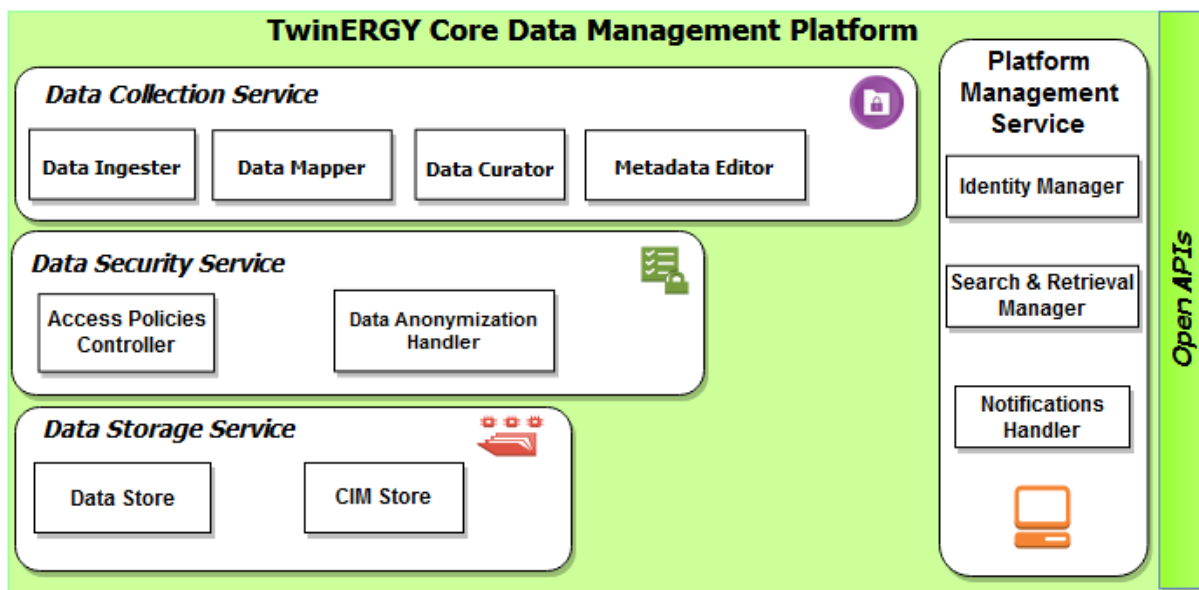 TwinERGY Core Data Management Platform
Data Collection Service
Data Ingester
Data Mapper
Data Curator
Metadata Editor
Data Security Service
Access Policies
Controller
Data Anonymization
Handler
Data Storage Service
Data Store
CIM Store
Platform
Management
Service
Identity Manager
Search & Retrieval
Manager
Notifications
Handler
Open APIs